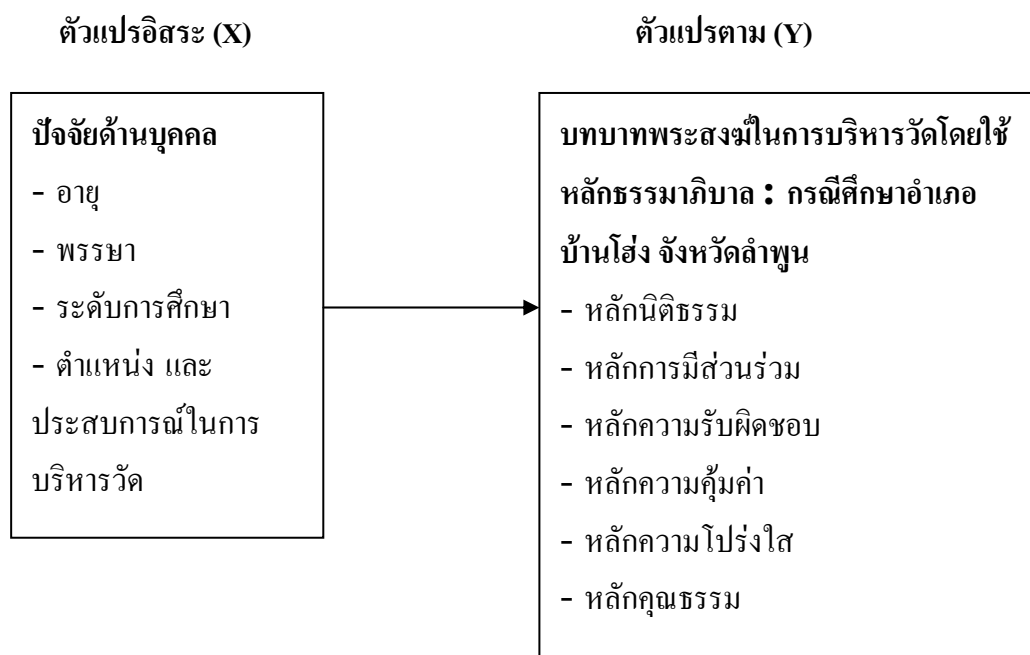 ตัวแปรอิสระ (X)
ตัวแปรตาม (Y)
ปัจจัยด้านบุคคล
- อายุ
- พรรษา
- ระดับการศึกษา
- ตำแหน่ง และ
ประสบการณ์ในการ
บริหารวัด
บทบาทพระสงฆ์ในการบริหารวัดโดยใช้
หลักธรรมาภิบาล : กรณีศึกษาอำเภอ
บ้านโฮ่ง จังหวัดลำพูน
- หลักนิติธรรม
- หลักการมีส่วนร่วม
- หลักความรับผิดชอบ
- หลักความคุ้มค่า
- หลักความโปร่งใส
- หลักคุณธรรม